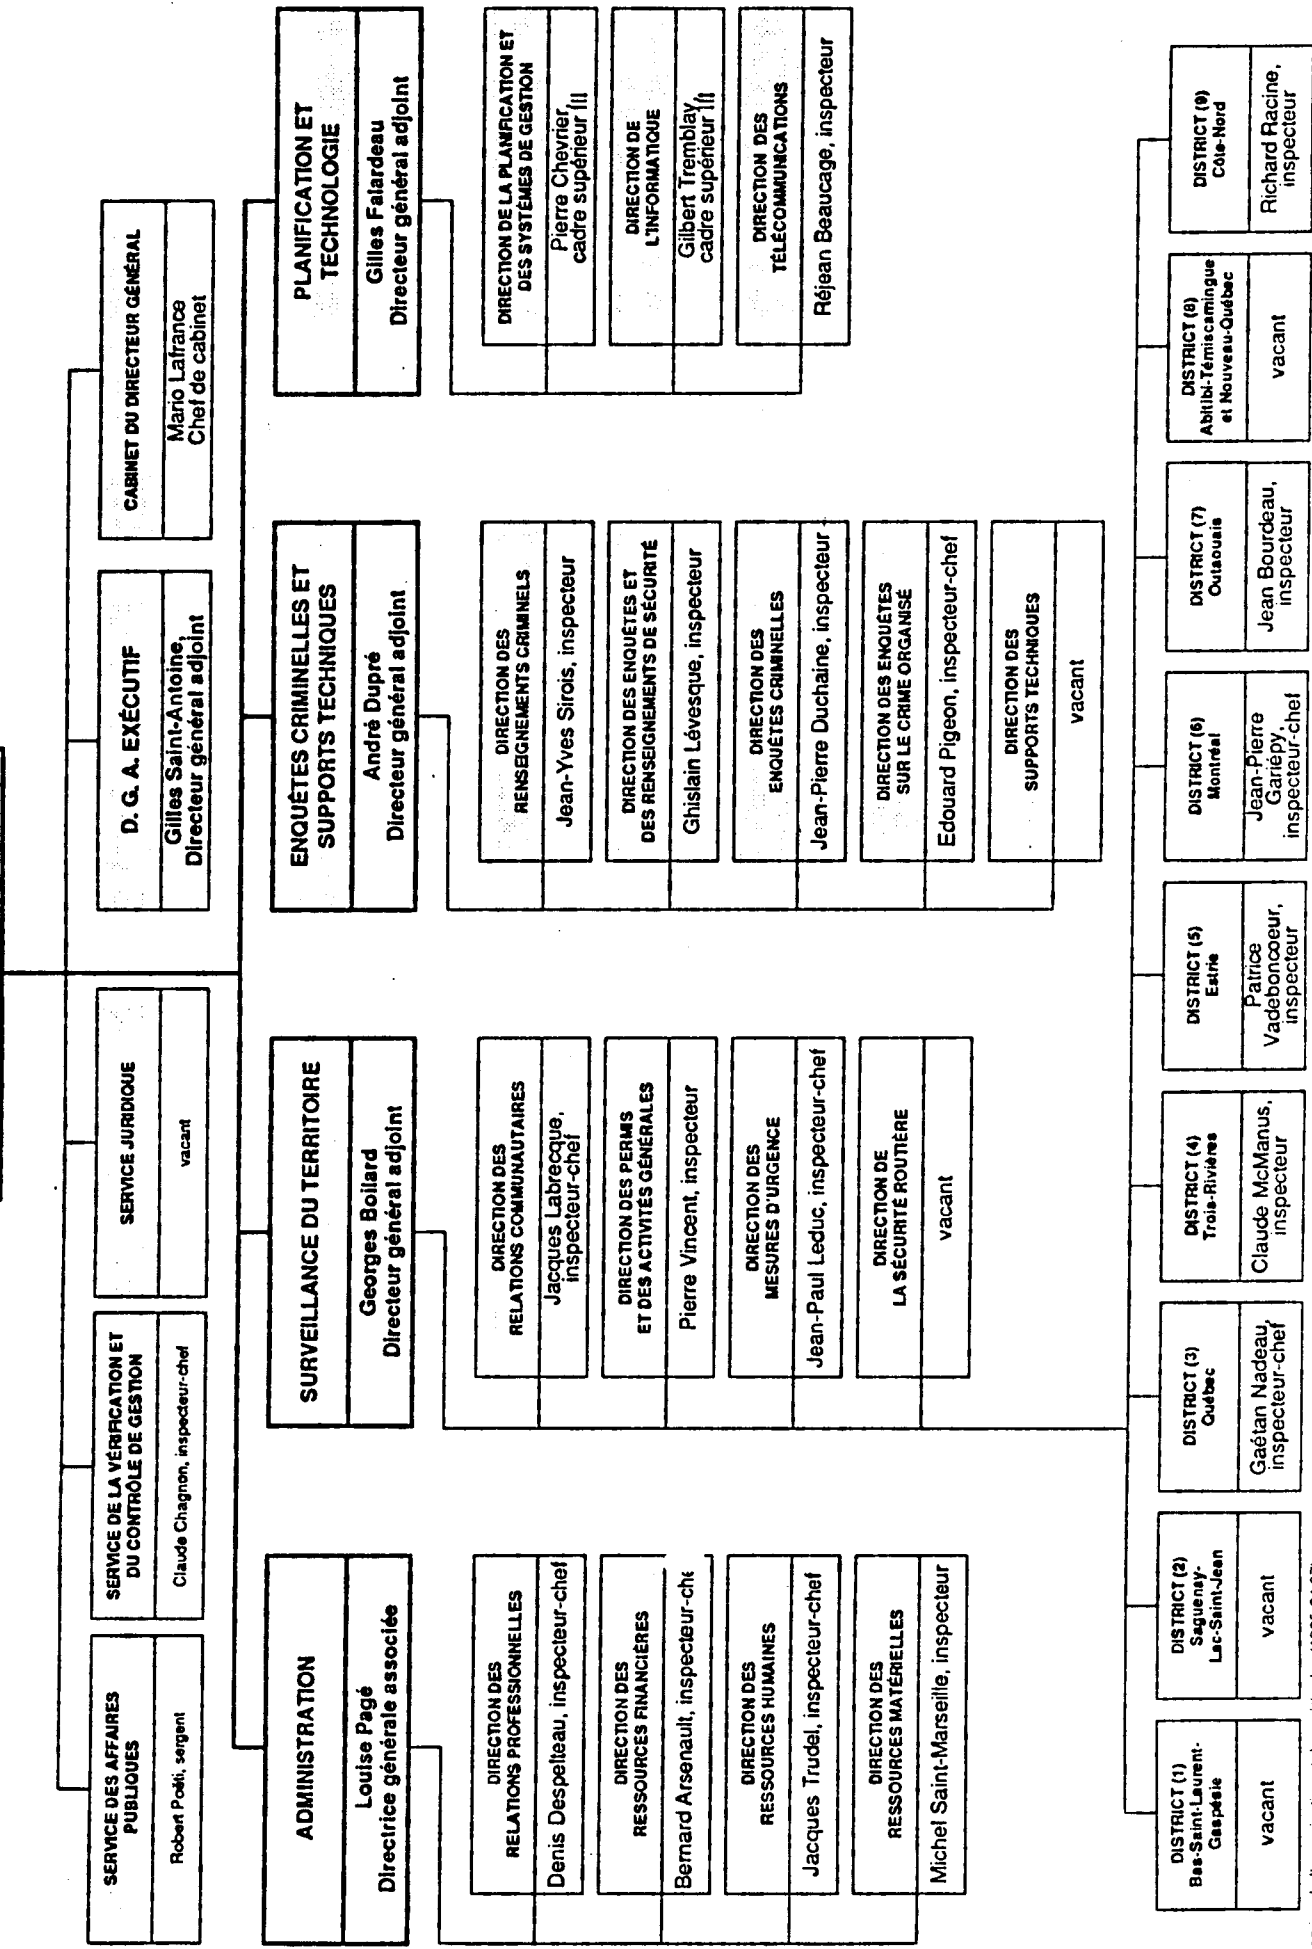 SERVICE DES AFFAIRES
PUBLIQUES
Robert Poëti, sergent
SERVICE DE LA VÉRIFICATION ET
DU CONTRÔLE DE GESTION
Claude Chagnon, inspecteur-chef
SERVICE JURIDIQUE
vacant
D. G. A. EXÉCUTIF
Gilles Saint-Antoine,
Directeur général adjoint
CABINET DU DIRECTEUR GÉNÉRAL
Mario Lafrance
Chef de cabinet
ADMINISTRATION
Louise Pagé
Directrice générale associée
DIRECTION DES
RELATIONS PROFESSIONNELLES
Denis Despelteau, inspecteur-chef
DIRECTION DES
RESSOURCES FINANCIÈRES
Bernard Arsenault, inspecteur-che
DIRECTION DES
RESSOURCES HUMAINES
Jacques Trudel, inspecteur-chef
DIRECTION DES
RESSOURCES MATÉRIELLES
Michel Saint-Marseille, inspecteur
SURVEILLANCE DU TERRITOIRE
Georges Boilard
Directeur général adjoint
DIRECTION DES
RELATIONS COMMUNAUTAIRES
Jacques Labrecque,
inspecteur-chef
DIRECTION DES PERMIS
ET DES ACTIVITÉS GÉNÉRALES
Pierre Vincent, inspecteur
DIRECTION DES
MESURES D'URGENCE
Jean-Paul Leduc, inspecteur-chef
DIRECTION DE
LA SÉCURITÉ ROUTIÈRE
vacant
ENQUÊTES CRIMINELLES ET
SUPPORTS TECHNIQUES
André Dupré
Directeur général adjoint
DIRECTION DES
RENSEIGNEMENTS CRIMINELS
Jean-Yves Sirois, inspecteur
DIRECTION DES ENQUÊTES ET
DES RENSEIGNEMENTS DE SÉCURITÉ
Ghislain Lévesque, inspecteur
DIRECTION DES
ENQUÊTES CRIMINELLES
Jean-Pierre Duchaine, inspecteur
DIRECTION DES ENQUÊTES
SUR LE CRIME ORGANISÉ
Edouard Pigeon, inspecteur-chef
DIRECTION DES
SUPPORTS TECHNIQUES
vacant
PLANIFICATION ET
TECHNOLOGIE
Gilles Falardeau
Directeur général adjoint
DIRECTION DE LA PLANIFICATION ET
DES SYSTÈMES DE GESTION
Pierre Chevrier,
cadre supérieur III
DIRECTION DE
L'INFORMATIQUE
Gilbert Tremblay,
cadre supérieur III
DIRECTION DES
TÉLÉCOMMUNICATIONS
Réjean Beaucage, inspecteur
DISTRICT (1)
Bas-Saint-Laurent-
Gaspésie
vacant
DISTRICT (2)
Saguenay-
Lac-Saint-Jean
vacant
DISTRICT (3)
Québec
Gaétan Nadeau,
inspecteur-chef
DISTRICT (4)
Trois-Rivières
Claude McManus,
inspecteur
DISTRICT (5)
Estrie
Patrice
Vadeboncoeur,
inspecteur
DISTRICT (6)
Montréal
Jean-Pierre
Gariépy,
inspecteur-chef
DISTRICT (7)
Outaouais
Jean Bourdeau,
inspecteur
DISTRICT (8)
Abitibi-Témiscamingue
et Nouveau-Québec
vacant
DISTRICT (9)
Côte-Nord
Richard Racine,
inspecteur